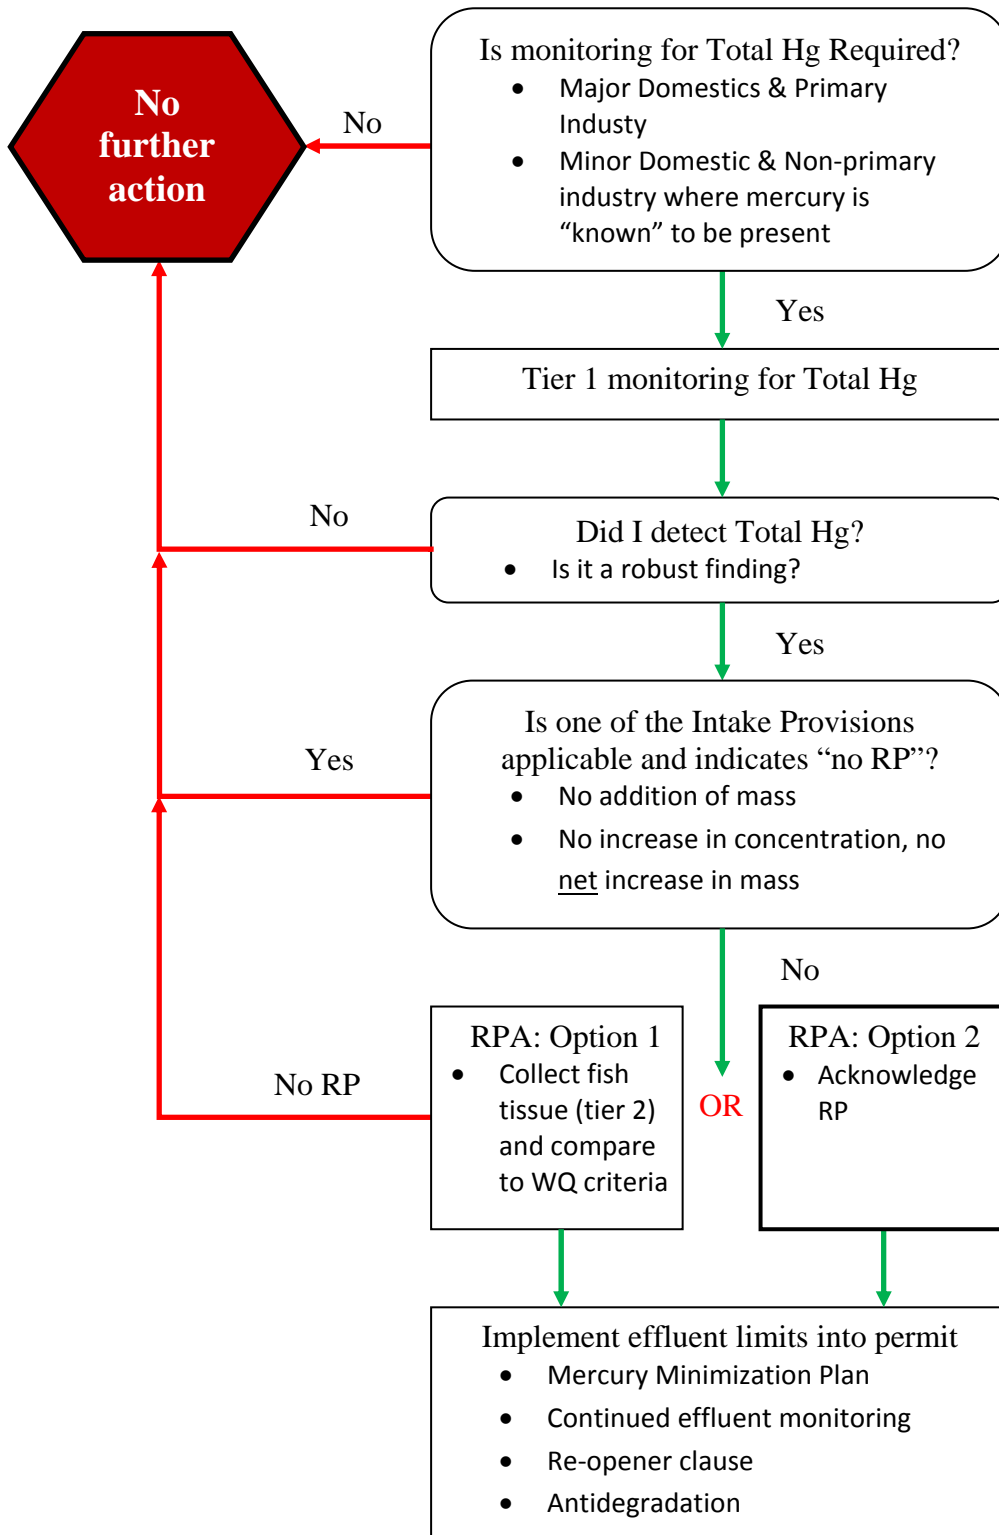 No
further
action
No
Is monitoring for Total Hg Required?
• Major Domestics & Primary
Industy
• Minor Domestic & Non-primary
industry where mercury is
“known” to be present
Yes
Tier 1 monitoring for Total Hg
No
Did I detect Total Hg?
• Is it a robust finding?
Yes
Is one of the Intake Provisions
applicable and indicates “no RP”?
• No addition of mass
• No increase in concentration, no
net increase in mass
Yes
No
RPA: Option 1
• Collect fish
tissue (tier 2)
and compare
to WQ criteria
No RP
OR
RPA: Option 2
• Acknowledge
RP
Implement effluent limits into permit
• Mercury Minimization Plan
• Continued effluent monitoring
• Re-opener clause
• Antidegradation